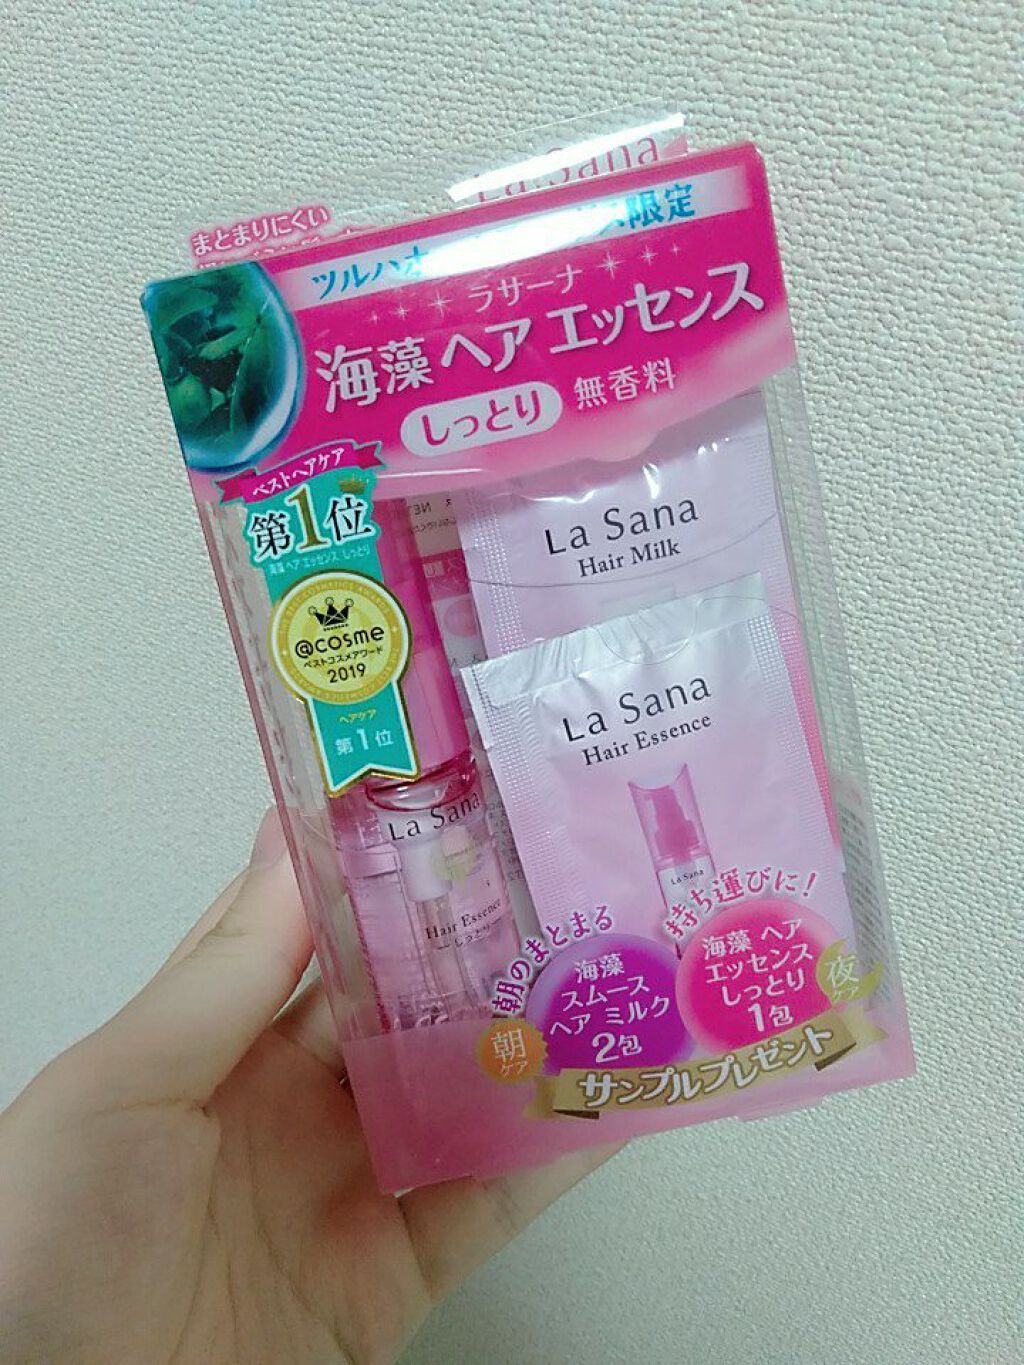 La Sana
まとまりにくい
ツルハ
限定
ラサーナ
海藻 ヘア エッセンス
しっとり 無香料
ベストヘアケア
第1位
海藻 ヘア エッセンス しっとり
@cosme
ベストコスメアワード
2019
ヘアケア
第1位
La Sana
Hair Milk
La Sana
Hair Essence
La Sana
La Sana
Hair Essence
しっとり
朝のまとまる
持ち運びに!
海藻
スムース
ヘア ミルク
2包
海藻 ヘア
エッセンス
しっとり
1包
朝
ケア
夜
ケア
サンプルプレゼント